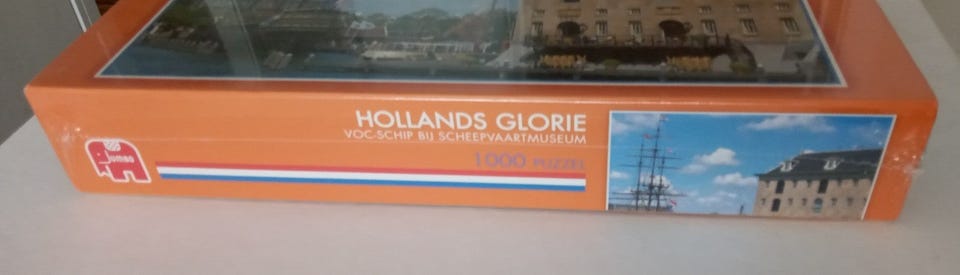 HOLLANDS GLORIE
VOC-SCHIP BIJ SCHEEPVAARTMUSEUM
1000 PUZZEL
Jumbo